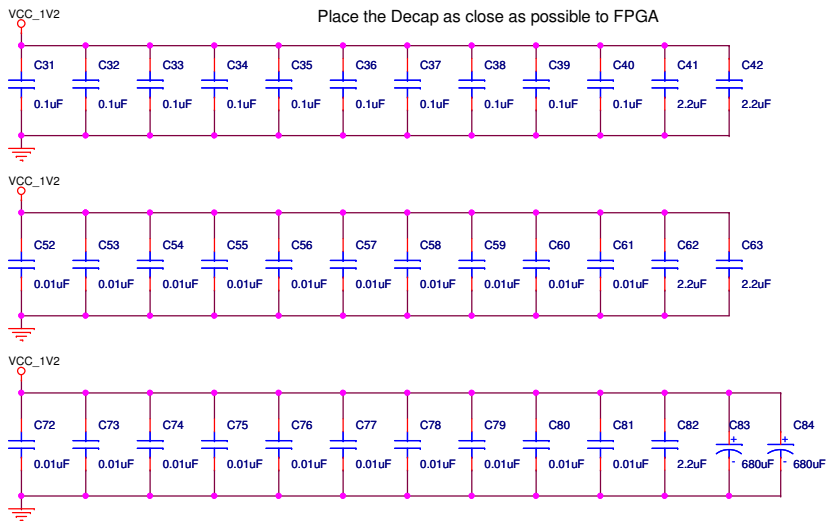 VCC_1V2
Place the Decap as close as possible to FPGA
C31 C32 C33 C34 C35 C36 C37 C38 C39 C40 C41 C42
0.1uF 0.1uF 0.1uF 0.1uF 0.1uF 0.1uF 0.1uF 0.1uF 0.1uF 0.1uF 2.2uF 2.2uF
VCC_1V2
C52 C53 C54 C55 C56 C57 C58 C59 C60 C61 C62 C63
0.01uF 0.01uF 0.01uF 0.01uF 0.01uF 0.01uF 0.01uF 0.01uF 0.01uF 0.01uF 2.2uF 2.2uF
VCC_1V2
C72 C73 C74 C75 C76 C77 C78 C79 C80 C81 C82 C83 C84
+ +
0.01uF 0.01uF 0.01uF 0.01uF 0.01uF 0.01uF 0.01uF 0.01uF 0.01uF 0.01uF 2.2uF - 680uF - 680uF